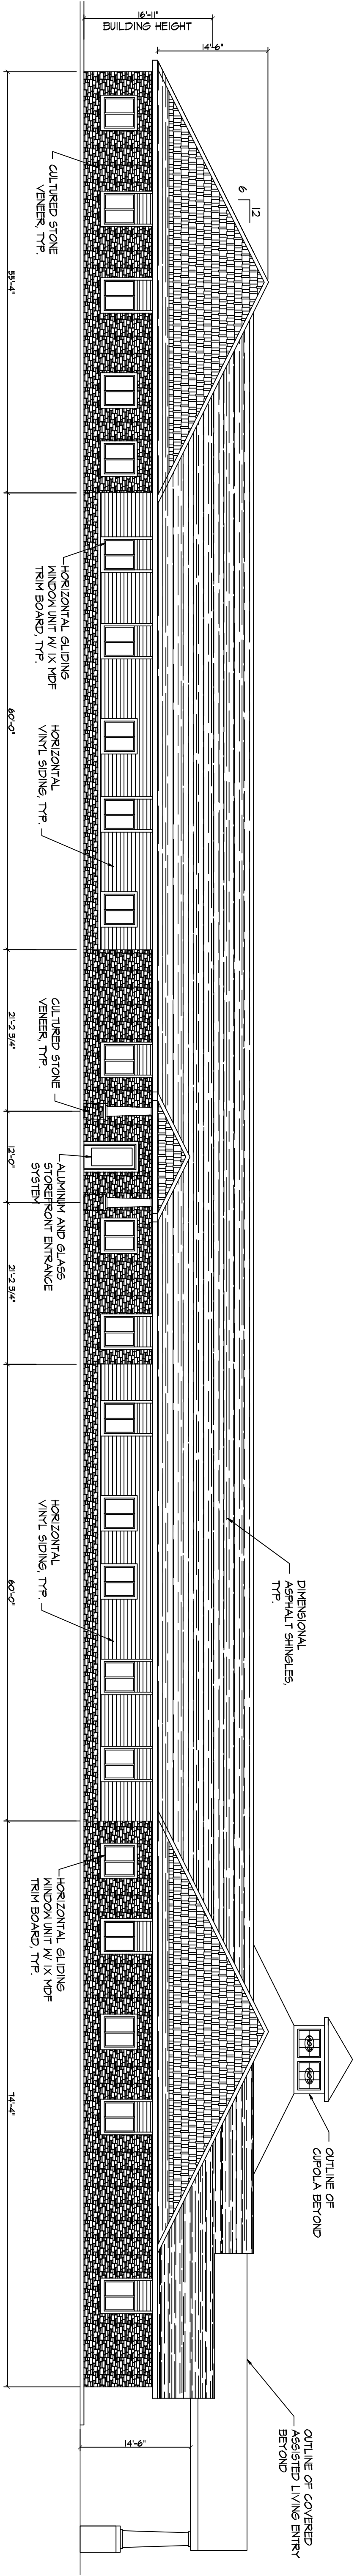 16'-11"
BUILDING HEIGHT
14'-6"
6
12
CULTURED STONE
VENEER, TYP.
HORIZONTAL GLIDING
WINDOW UNIT W/ 1X MDF
TRIM BOARD, TYP.
HORIZONTAL
VINYL SIDING, TYP.
CULTURED STONE
VENEER, TYP.
ALUMINIM AND GLASS
STOREFRONT ENTRANCE
SYSTEM
HORIZONTAL
VINYL SIDING, TYP.
DIMENSIONAL
ASPHALT SHINGLES,
TYP.
HORIZONTAL GLIDING
WINDOW UNIT W/ 1X MDF
TRIM BOARD, TYP.
OUTLINE OF
CUPOLA BEYOND
OUTLINE OF COVERED
ASSISTED LIVING ENTRY
BEYOND
14'-6"
55'-4"
60'-0"
21'-2 3/4"
12'-0"
21'-2 3/4"
60'-0"
74'-4"